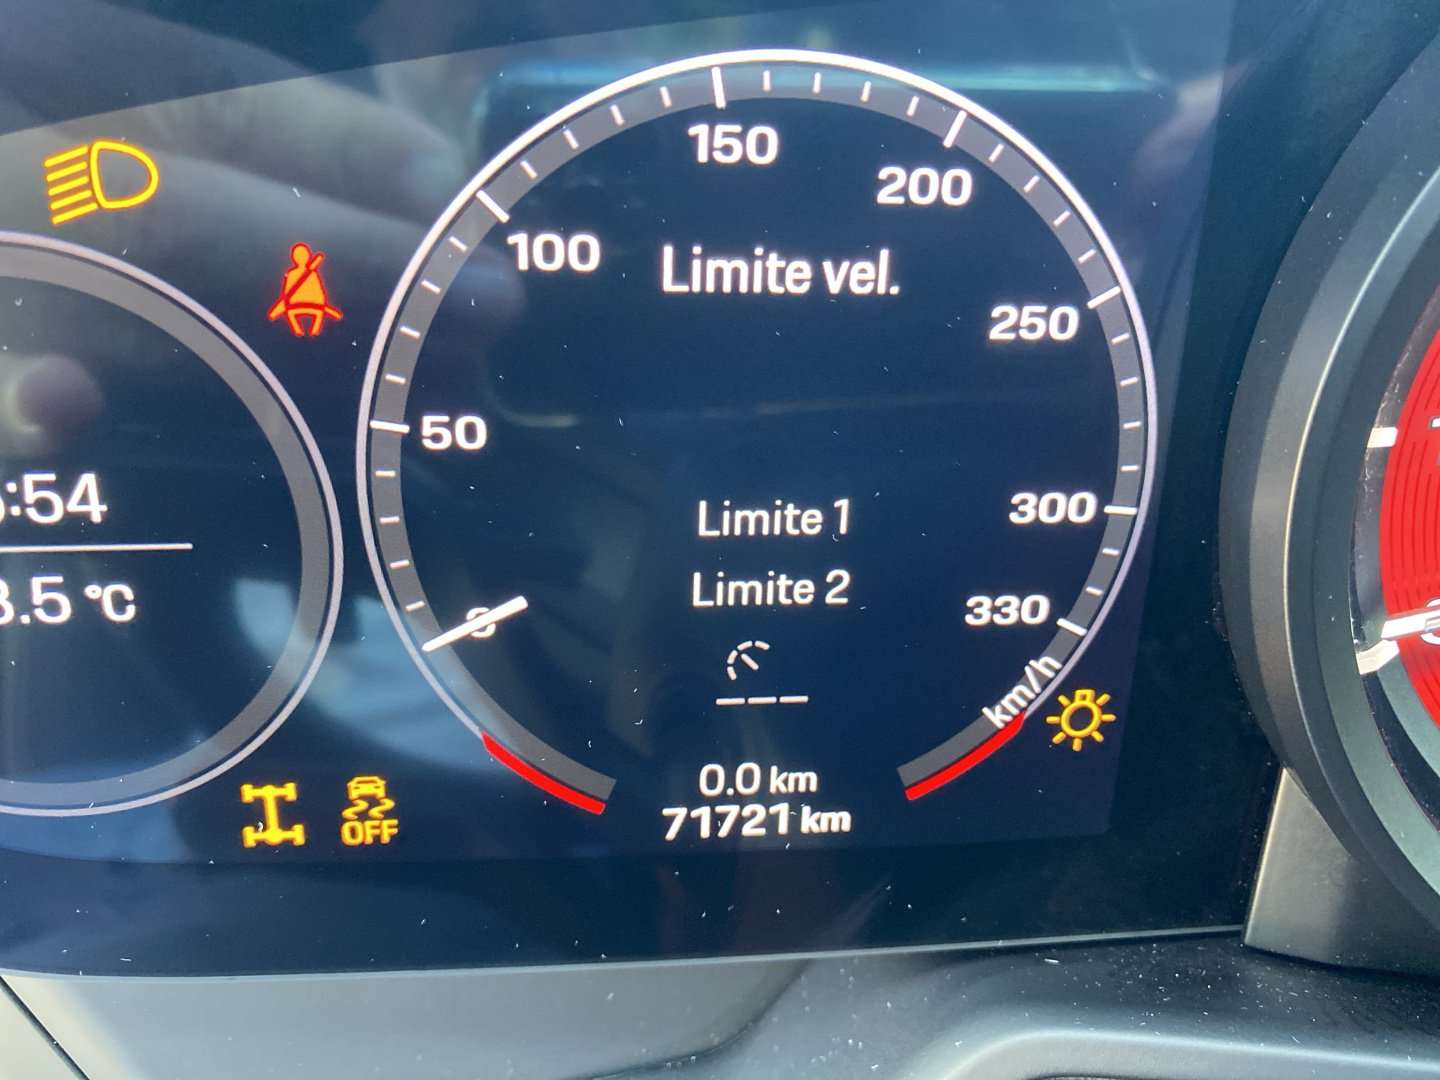 150
200
100
Limite vel.
250
50
:54
Limite 1
300
Limite 2
.5 °C
330
km/h
0.0 km
OFF
71721 km